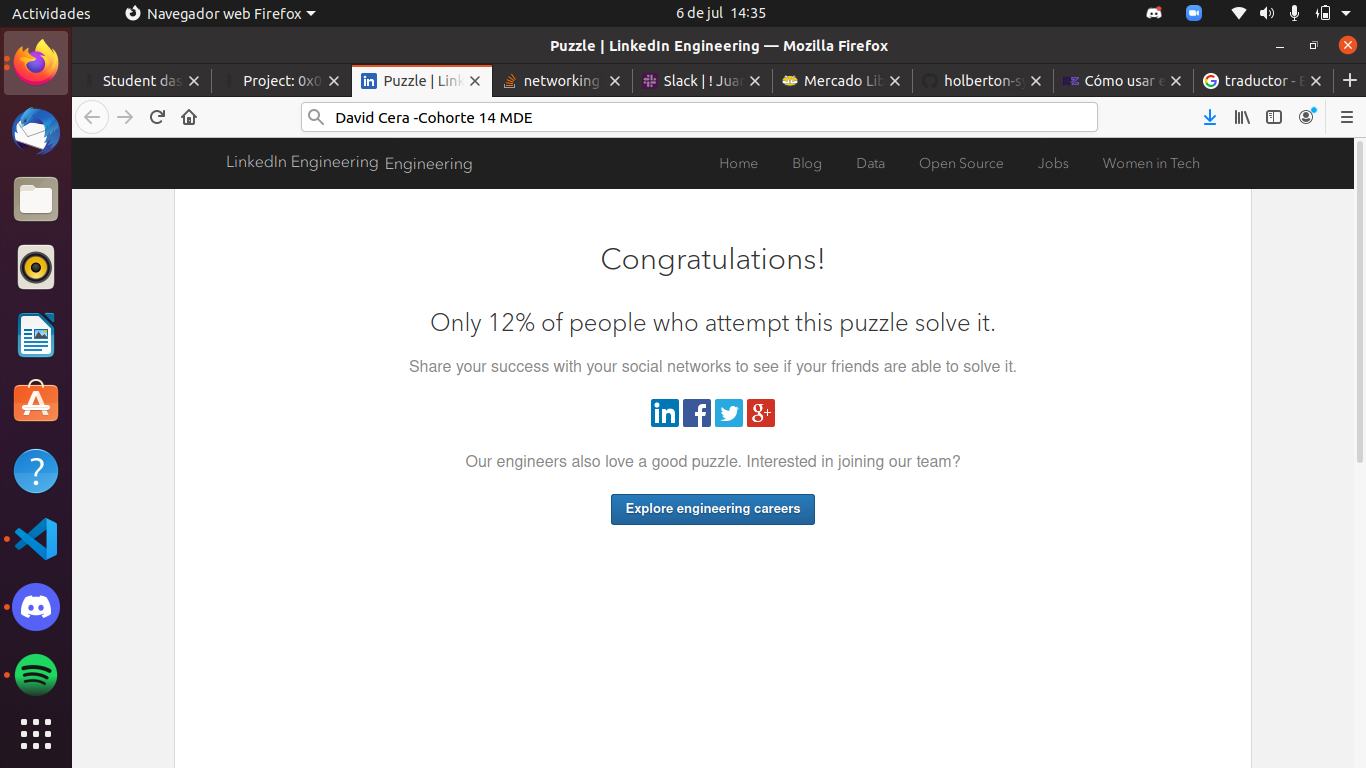 Actividades Navegador web Firefox 6 de jul 14:35
Puzzle | LinkedIn Engineering — Mozilla Firefox
Student das Project: 0x0 Puzzle | Link networking Slack | ! Juan Mercado Lib holberton-sy Cómo usar e traductor - B
David Cera -Cohorte 14 MDE
LinkedIn Engineering Engineering Home Blog Data Open Source Jobs Women in Tech
Congratulations!
Only 12% of people who attempt this puzzle solve it.
Share your success with your social networks to see if your friends are able to solve it.
Our engineers also love a good puzzle. Interested in joining our team?
Explore engineering careers